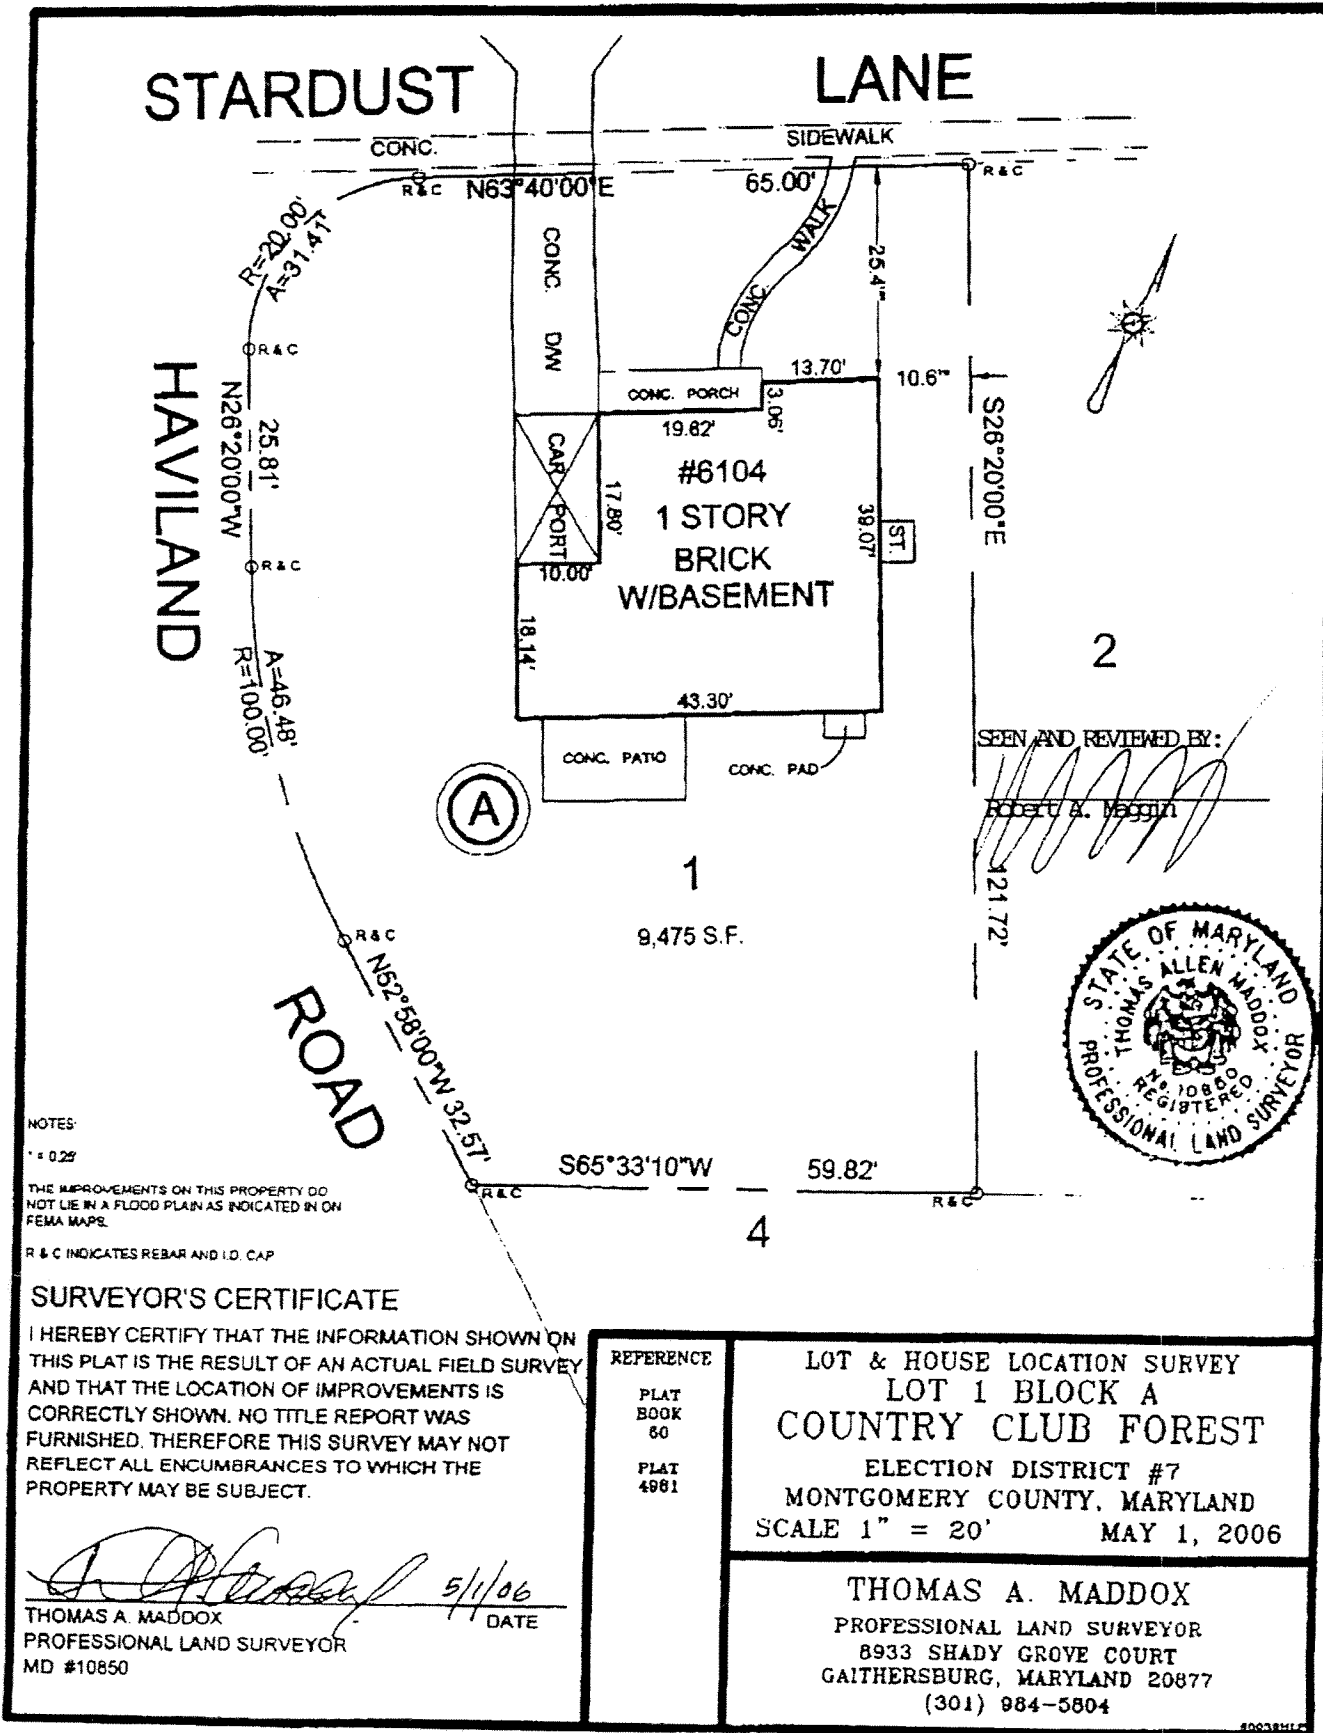 STARDUST LANE
CONC. SIDEWALK
R & C N63°40'00"E 65.00' R & C
R=20.00'
A=31.41'
CONC. D/W
CONC. WALK
25.4'*
R & C
HAVILAND
N26°20'00"W
25.81'
CONC. PORCH
13.70'
10.6'*
3.06'
19.62'
S26°20'00"E
CAR PORT
17.80'
#6104
1 STORY
BRICK
W/BASEMENT
39.07'
ST.
R & C
10.00'
18.14'
A=46.48'
R=100.00'
43.30'
2
CONC. PATIO
CONC. PAD
SEEN AND REVIEWED BY:
Robert A. Maggin
A
1
121.72'
9,475 S.F.
R & C
N52°58'00"W 32.57'
ROAD
STATE OF MARYLAND
THOMAS ALLEN MADDOX
No. 10850
REGISTERED
PROFESSIONAL LAND SURVEYOR
S65°33'10"W 59.82'
R & C
R & C
4
NOTES:
* = 0.25'
THE IMPROVEMENTS ON THIS PROPERTY DO
NOT LIE IN A FLOOD PLAIN AS INDICATED IN ON
FEMA MAPS.
R & C INDICATES REBAR AND I.D. CAP
SURVEYOR'S CERTIFICATE
I HEREBY CERTIFY THAT THE INFORMATION SHOWN ON
THIS PLAT IS THE RESULT OF AN ACTUAL FIELD SURVEY
AND THAT THE LOCATION OF IMPROVEMENTS IS
CORRECTLY SHOWN. NO TITLE REPORT WAS
FURNISHED. THEREFORE THIS SURVEY MAY NOT
REFLECT ALL ENCUMBRANCES TO WHICH THE
PROPERTY MAY BE SUBJECT.
5/1/06
THOMAS A. MADDOX DATE
PROFESSIONAL LAND SURVEYOR
MD #10850
REFERENCE
PLAT
BOOK
60
PLAT
4981
LOT & HOUSE LOCATION SURVEY
LOT 1 BLOCK A
COUNTRY CLUB FOREST
ELECTION DISTRICT #7
MONTGOMERY COUNTY, MARYLAND
SCALE 1" = 20' MAY 1, 2006
THOMAS A. MADDOX
PROFESSIONAL LAND SURVEYOR
8933 SHADY GROVE COURT
GAITHERSBURG, MARYLAND 20877
(301) 984-5804